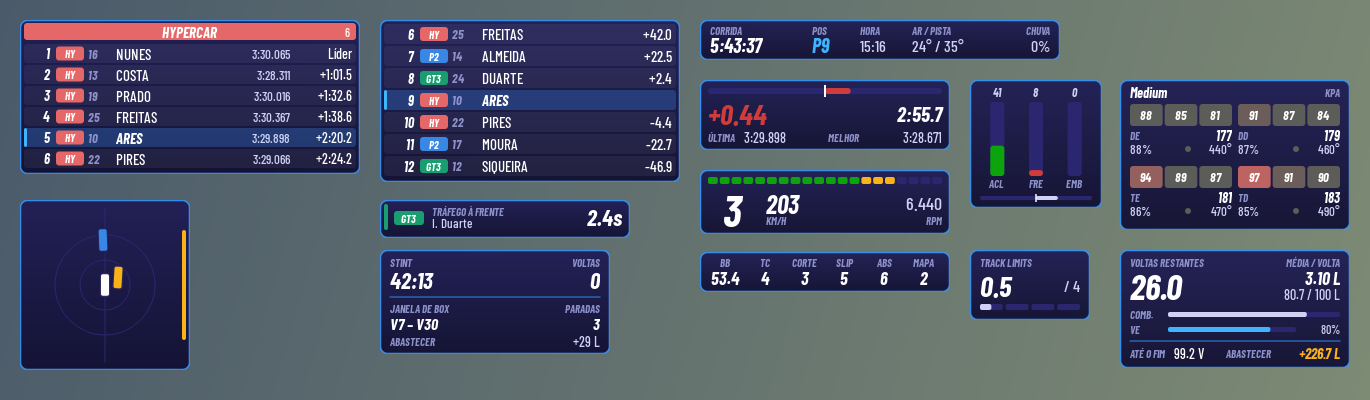 HYPERCAR 6
1 HY 16 NUNES 3:30.065 Líder
2 HY 13 COSTA 3:28.311 +1:01.5
3 HY 19 PRADO 3:30.016 +1:32.6
4 HY 25 FREITAS 3:30.367 +1:38.6
5 HY 10 ARES 3:29.898 +2:20.2
6 HY 22 PIRES 3:29.066 +2:24.2
6 HY 25 FREITAS +42.0
7 P2 14 ALMEIDA +22.5
8 GT3 24 DUARTE +2.4
9 HY 10 ARES
10 HY 22 PIRES -4.4
11 P2 17 MOURA -22.7
12 GT3 12 SIQUEIRA -46.9
GT3 TRÁFEGO À FRENTE
I. Duarte 2.4s
STINT VOLTAS
42:13 0
JANELA DE BOX PARADAS
V7 – V30 3
ABASTECER +29 L
CORRIDA POS HORA AR / PISTA CHUVA
5:43:37 P9 15:16 24° / 35° 0%
+0.44 2:55.7
ÚLTIMA 3:29.898 MELHOR 3:28.671
3 203 6.440
KM/H RPM
BB TC CORTE SLIP ABS MAPA
53.4 4 3 5 6 2
41 8 0
ACL FRE EMB
TRACK LIMITS
0.5 / 4
Medium KPA
88 85 81 91 87 84
DE 177 DD 179
88% 440° 87% 460°
94 89 87 97 91 90
TE 181 TD 183
86% 470° 85% 490°
VOLTAS RESTANTES MÉDIA / VOLTA
26.0 3.10 L
80.7 / 100 L
COMB.
VE 80%
ATÉ O FIM 99.2 V ABASTECER +226.7 L